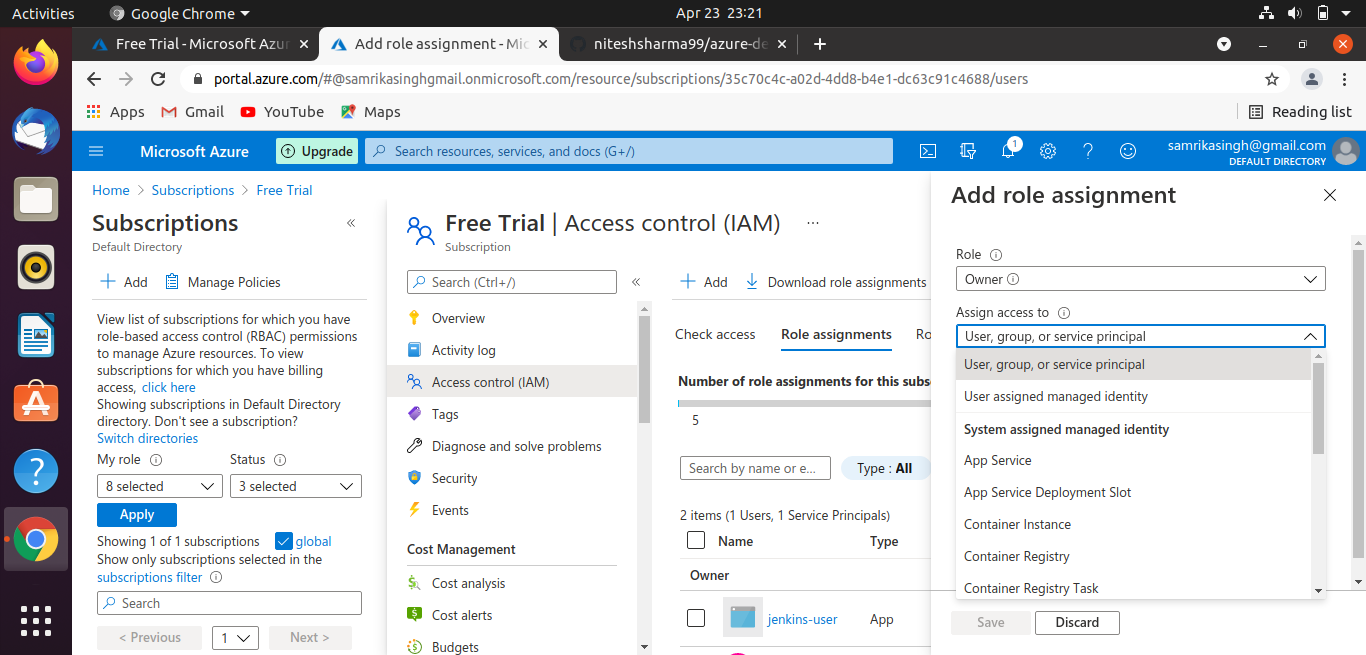 Activities
Google Chrome
Apr 23 23:21
Free Trial - Microsoft Azur
Add role assignment - Mic
niteshsharma99/azure-de
portal.azure.com/#@samrikasinghgmail.onmicrosoft.com/resource/subscriptions/35c70c4c-a02d-4dd8-b4e1-dc63c91c4688/users
Apps
Gmail
YouTube
Maps
Reading list
Microsoft Azure
Upgrade
Search resources, services, and docs (G+/)
1
samrikasingh@gmail.com
DEFAULT DIRECTORY
Home > Subscriptions > Free Trial
Subscriptions
«
Default Directory
Add
Manage Policies
View list of subscriptions for which you have
role-based access control (RBAC) permissions
to manage Azure resources. To view
subscriptions for which you have billing
access, click here
Showing subscriptions in Default Directory
directory. Don't see a subscription?
Switch directories
My role
Status
8 selected
3 selected
Apply
Showing 1 of 1 subscriptions
global
Show only subscriptions selected in the
subscriptions filter
Search
< Previous
1
Next >
Free Trial | Access control (IAM)
...
Subscription
Search (Ctrl+/)
«
Overview
Activity log
Access control (IAM)
Tags
Diagnose and solve problems
Security
Events
Cost Management
Cost analysis
Cost alerts
Budgets
Add
Download role assignments
Check access
Role assignments
Ro
Number of role assignments for this subs
5
Search by name or e...
Type : All
2 items (1 Users, 1 Service Principals)
Name
Type
Owner
jenkins-user
App
Add role assignment
Role
Owner
Assign access to
User, group, or service principal
User, group, or service principal
User assigned managed identity
System assigned managed identity
App Service
App Service Deployment Slot
Container Instance
Container Registry
Container Registry Task
Save
Discard